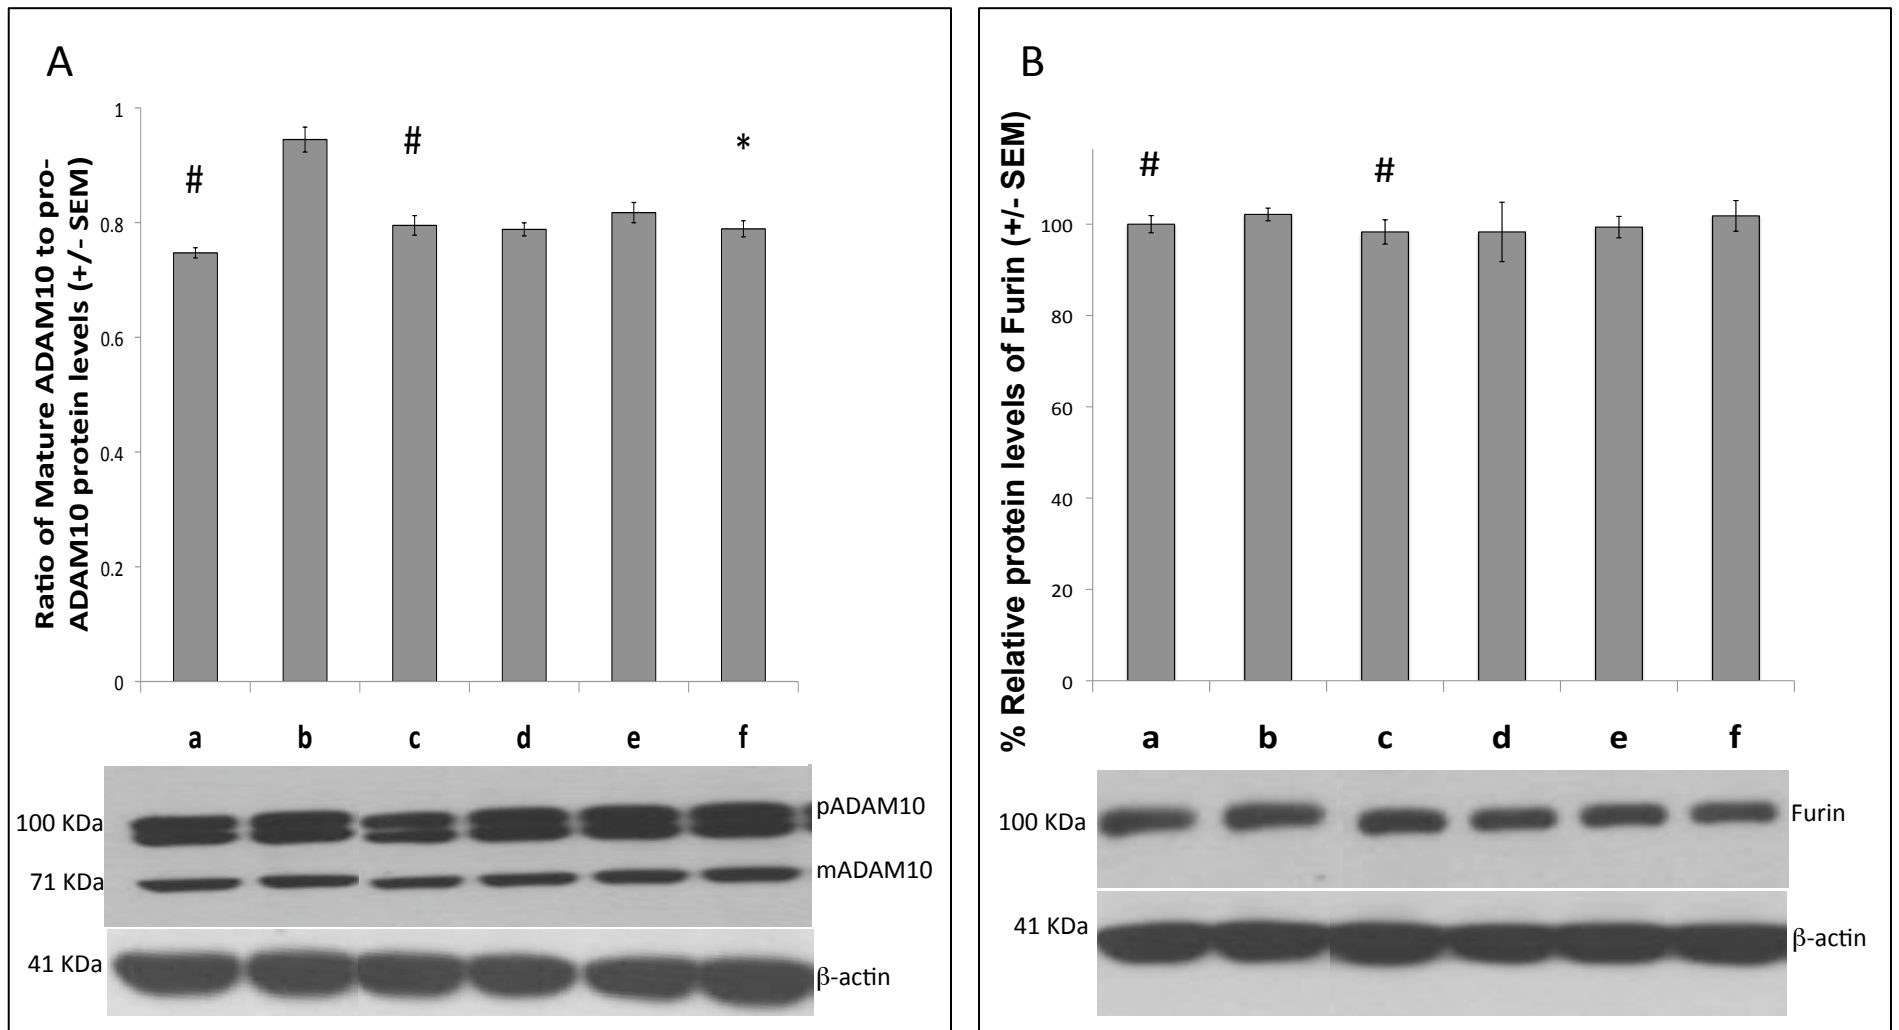 A
Ratio of Mature ADAM10 to pro-
ADAM10 protein levels (+/- SEM)
1
0.8
0.6
0.4
0.2
0
#
#
*
a b c d e f
100 KDa
pADAM10
71 KDa
mADAM10
41 KDa
β-actin
B
% Relative protein levels of Furin (+/- SEM)
100
80
60
40
20
0
#
#
a b c d e f
100 KDa
Furin
41 KDa
β-actin